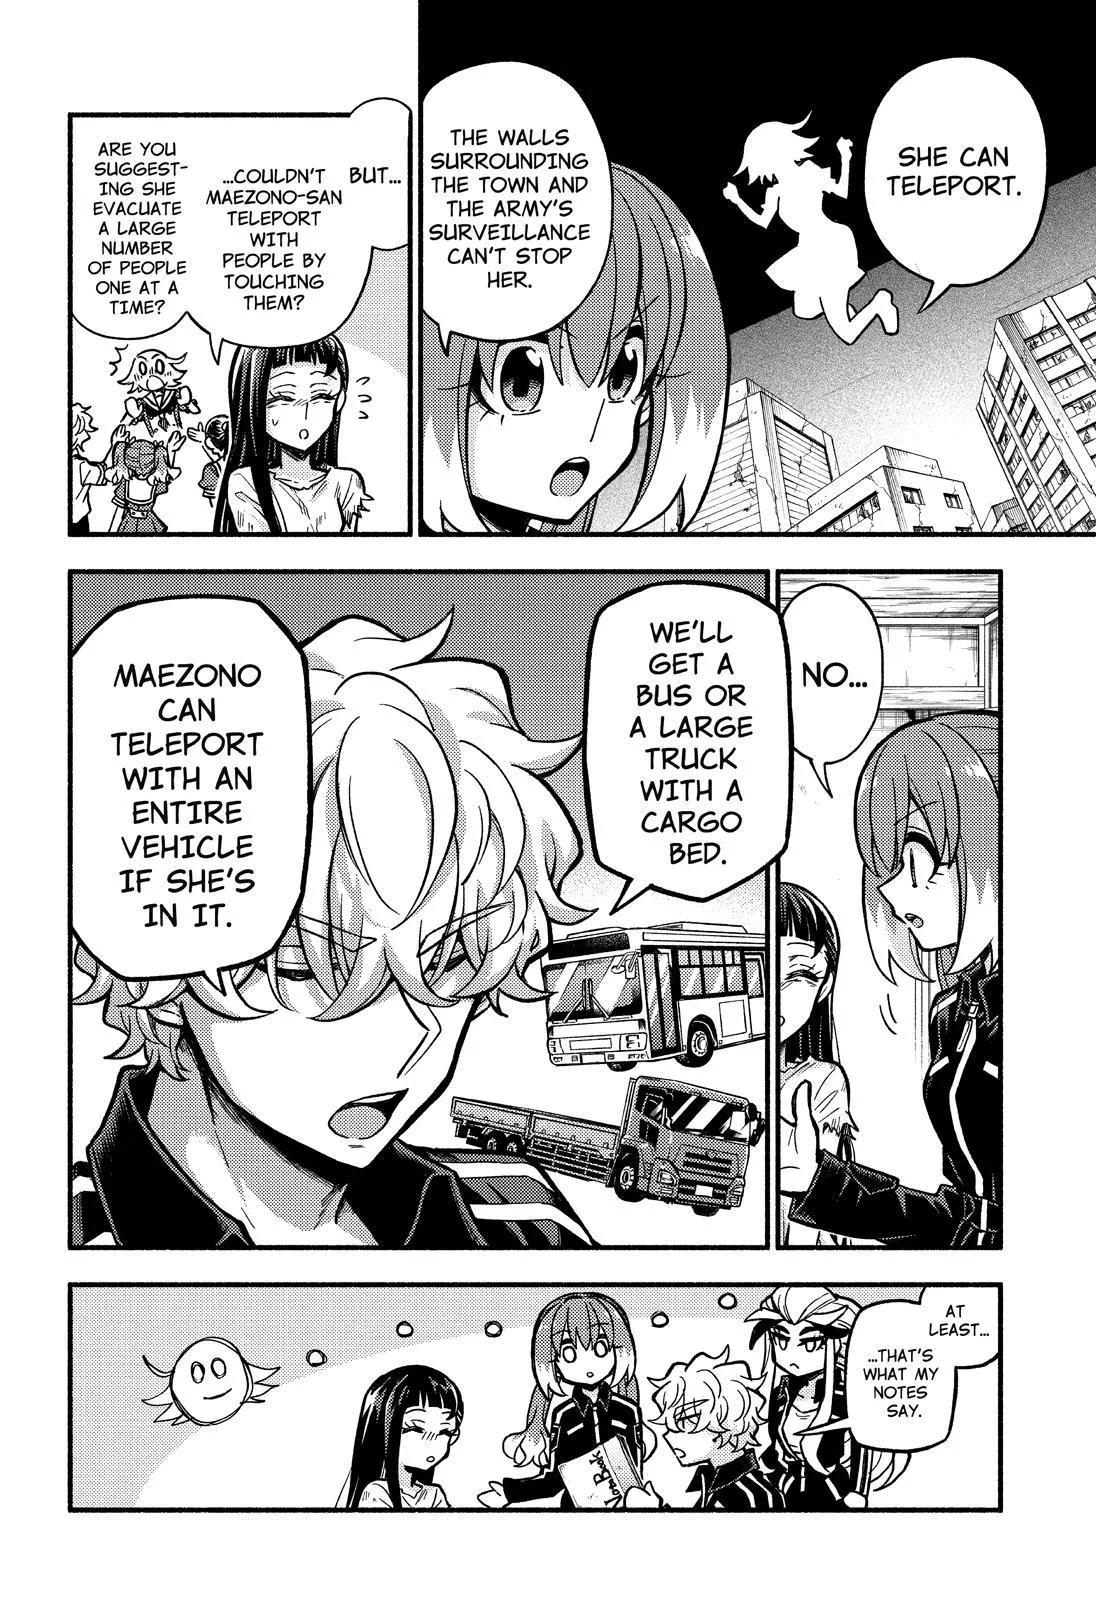 SHE CAN
TELEPORT.
THE WALLS
SURROUNDING
THE TOWN AND
THE ARMY'S
SURVEILLANCE
CAN'T STOP
HER.
BUT...
...COULDN'T
MAEZONO-SAN
TELEPORT
WITH
PEOPLE BY
TOUCHING
THEM?
ARE YOU
SUGGEST-
ING SHE
EVACUATE
A LARGE
NUMBER
OF PEOPLE
ONE AT A
TIME?
NO...
WE'LL
GET A
BUS OR
A LARGE
TRUCK
WITH A
CARGO
BED.
MAEZONO
CAN
TELEPORT
WITH AN
ENTIRE
VEHICLE
IF SHE'S
IN IT.
AT
LEAST...
...THAT'S
WHAT MY
NOTES
SAY.
NoteBook